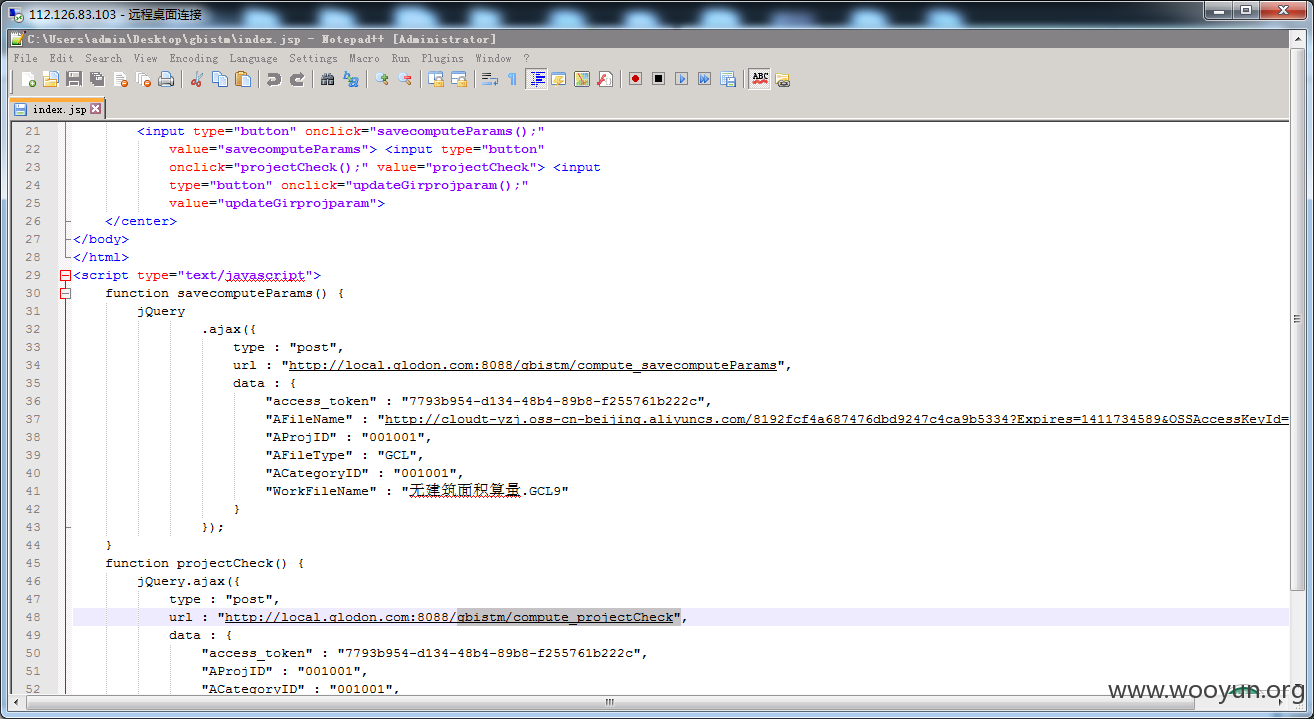 112.126.83.103 - 远程桌面连接
C:\Users\admin\Desktop\gbistm\index.jsp - Notepad++ [Administrator]
File Edit Search View Encoding Language Settings Macro Run Plugins Window ?
index.jsp
21 <input type="button" onclick="savecomputeParams();"
22 value="savecomputeParams"> <input type="button"
23 onclick="projectCheck();" value="projectCheck"> <input
24 type="button" onclick="updateGirprojparam();"
25 value="updateGirprojparam">
26 </center>
27 </body>
28 </html>
29 <script type="text/javascript">
30 function savecomputeParams() {
31 jQuery
32 .ajax({
33 type : "post",
34 url : "http://local.glodon.com:8088/gbistm/compute_savecomputeParams",
35 data : {
36 "access_token" : "7793b954-d134-48b4-89b8-f255761b222c",
37 "AFileName" : "http://cloudt-yzj.oss-cn-beijing.aliyuncs.com/8192fcf4a687476dbd9247c4ca9b5334?Expires=1411734589&OSSAccessKeyId=
38 "AProjID" : "001001",
39 "AFileType" : "GCL",
40 "ACategoryID" : "001001",
41 "WorkFileName" : "无建筑面积算量.GCL9"
42 }
43 });
44 }
45 function projectCheck() {
46 jQuery.ajax({
47 type : "post",
48 url : "http://local.glodon.com:8088/gbistm/compute_projectCheck",
49 data : {
50 "access_token" : "7793b954-d134-48b4-89b8-f255761b222c",
51 "AProjID" : "001001",
52 "ACategoryID" : "001001",
www.wooyun.org